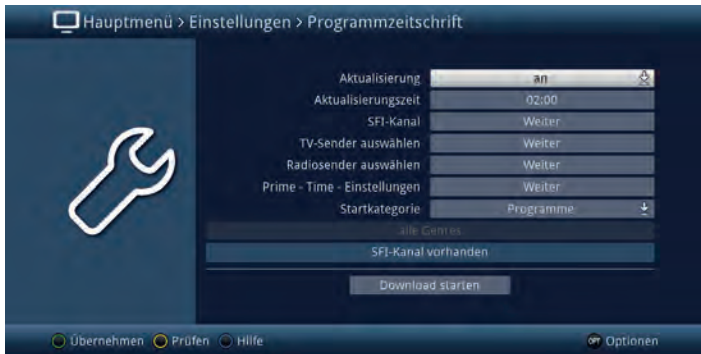 Hauptmenü > Einstellungen > Programmzeitschrift
Aktualisierung an
Aktualisierungszeit 02:00
SFI-Kanal Weiter
TV-Sender auswählen Weiter
Radiosender auswählen Weiter
Prime - Time - Einstellungen Weiter
Startkategorie Programme
alle Genres
SFI-Kanal vorhanden
Download starten
Übernehmen Prüfen Hilfe OPT Optionen